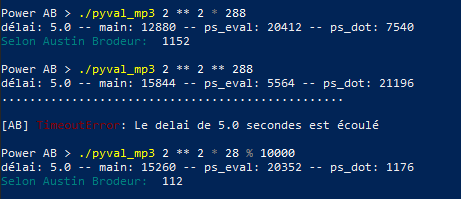 Power AB > ./pyval_mp3 2 ** 2 * 288
délai: 5.0 -- main: 12880 -- ps_eval: 20412 -- ps_dot: 7540
Selon Austin Brodeur:  1152
Power AB > ./pyval_mp3 2 ** 2 ** 288
délai: 5.0 -- main: 15844 -- ps_eval: 5564 -- ps_dot: 21196
.................................................
[AB] TimeoutError: Le delai de 5.0 secondes est écoulé
Power AB > ./pyval_mp3 2 ** 2 * 28 % 10000
délai: 5.0 -- main: 15260 -- ps_eval: 20352 -- ps_dot: 1176
Selon Austin Brodeur:  112